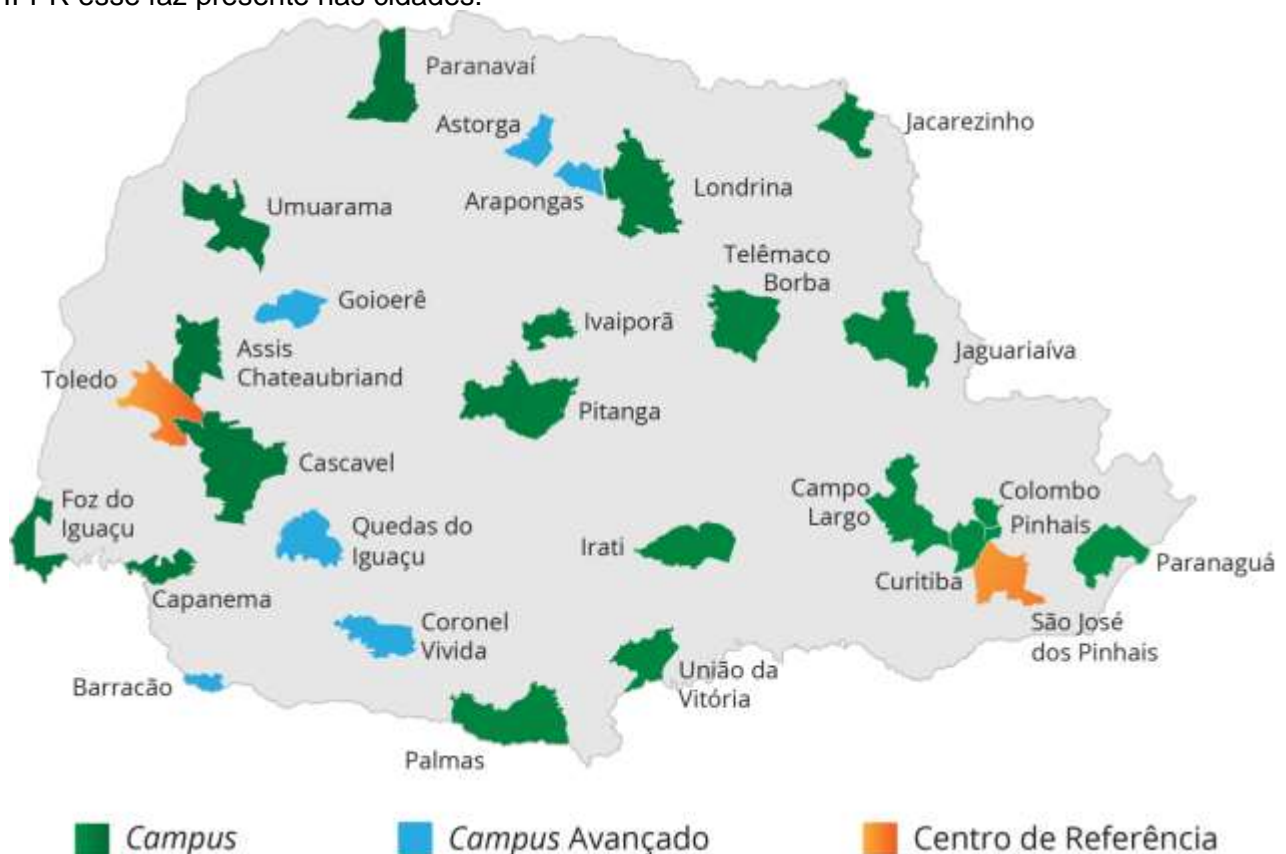 IFPR esse faz presente nas cidades:
Paranavaí
Astorga
Jacarezinho
Arapongas
Londrina
Umuarama
Telêmaco
Borba
Goioerê
Ivaiporã
Assis
Chateaubriand
Jaguariaíva
Toledo
Pitanga
Cascavel
Campo
Largo
Colombo
Pinhais
Foz do
Iguaçu
Quedas do
Iguaçu
Irati
Curitiba
Paranaguá
Capanema
Coronel
Vivida
São José
dos Pinhais
Barracão
União da
Vitória
Palmas
Campus
Campus Avançado
Centro de Referência